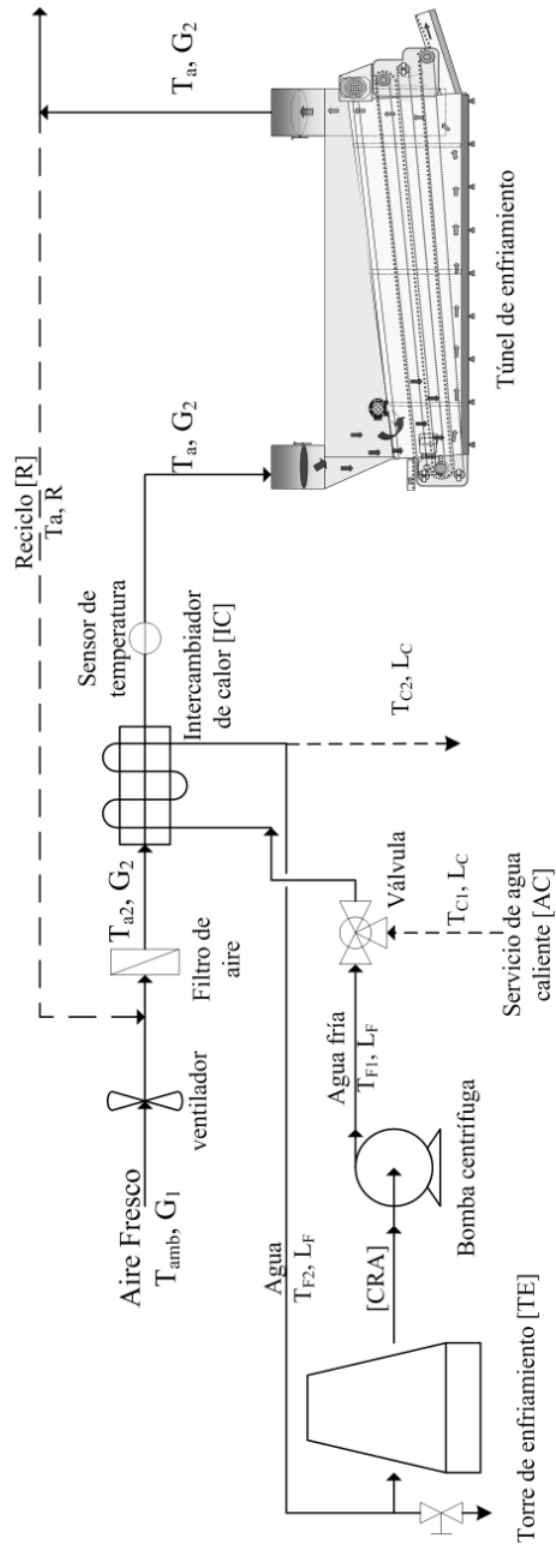 Reciclo [R]
Ta, R
Aire Fresco
Tamb, G1
ventilador
Filtro de
aire
Ta2, G2
Sensor de
temperatura
Intercambiador
de calor [IC]
Ta, G2
Ta, G2
Agua
TF2, LF
[CRA]
Agua fría
TF1, LF
Válvula
TC1, LC
TC2, LC
Servicio de agua
caliente [AC]
Bomba centrífuga
Torre de enfriamiento [TE]
Túnel de enfriamiento